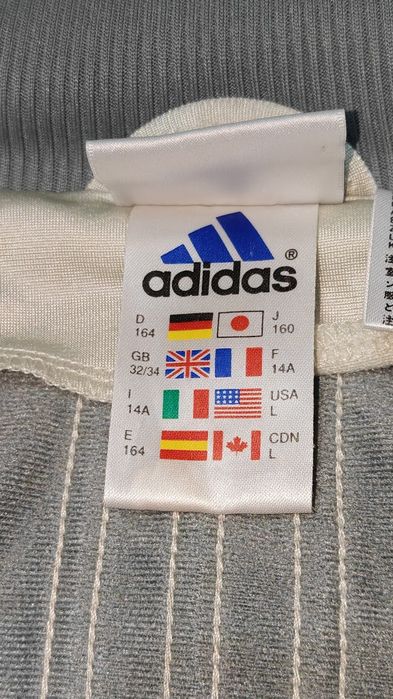 adidas®
D 164 J 160
GB 32/34 F 14A
I 14A USA L
E 164 CDN L